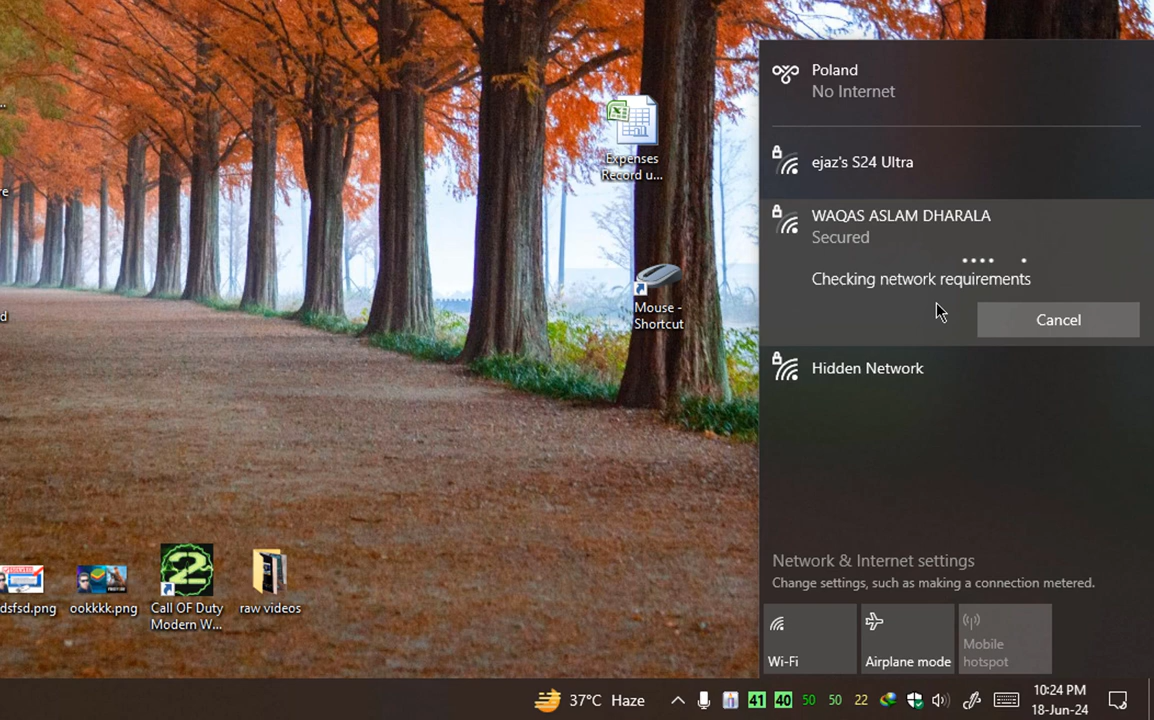 ...
re
d
Expenses
Record u...
Mouse -
Shortcut
dsfsd.png
ookkkk.png
Call OF Duty
Modern W...
raw videos
Poland
No Internet
ejaz's S24 Ultra
WAQAS ASLAM DHARALA
Secured
Checking network requirements
Cancel
Hidden Network
Network & Internet settings
Change settings, such as making a connection metered.
Wi-Fi
Airplane mode
Mobile
hotspot
37°C Haze
41
40
50
50
22
10:24 PM
18-Jun-24